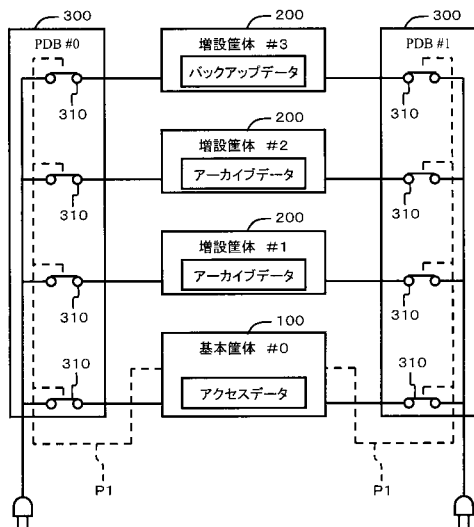 300
200
300
PDB #0
増設筐体 #3
PDB #1
バックアップデータ
310
310
200
増設筐体 #2
アーカイブデータ
310
310
200
増設筐体 #1
アーカイブデータ
310
310
100
基本筐体 #0
310
310
アクセスデータ
P1
P1